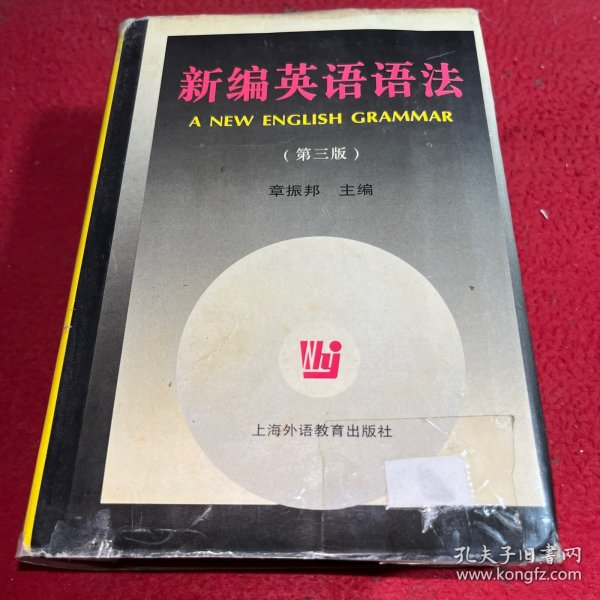 新编英语语法
A NEW ENGLISH GRAMMAR
(第三版)
章振邦 主编
Wy
上海外语教育出版社
孔夫子旧书网
www.kongfz.com